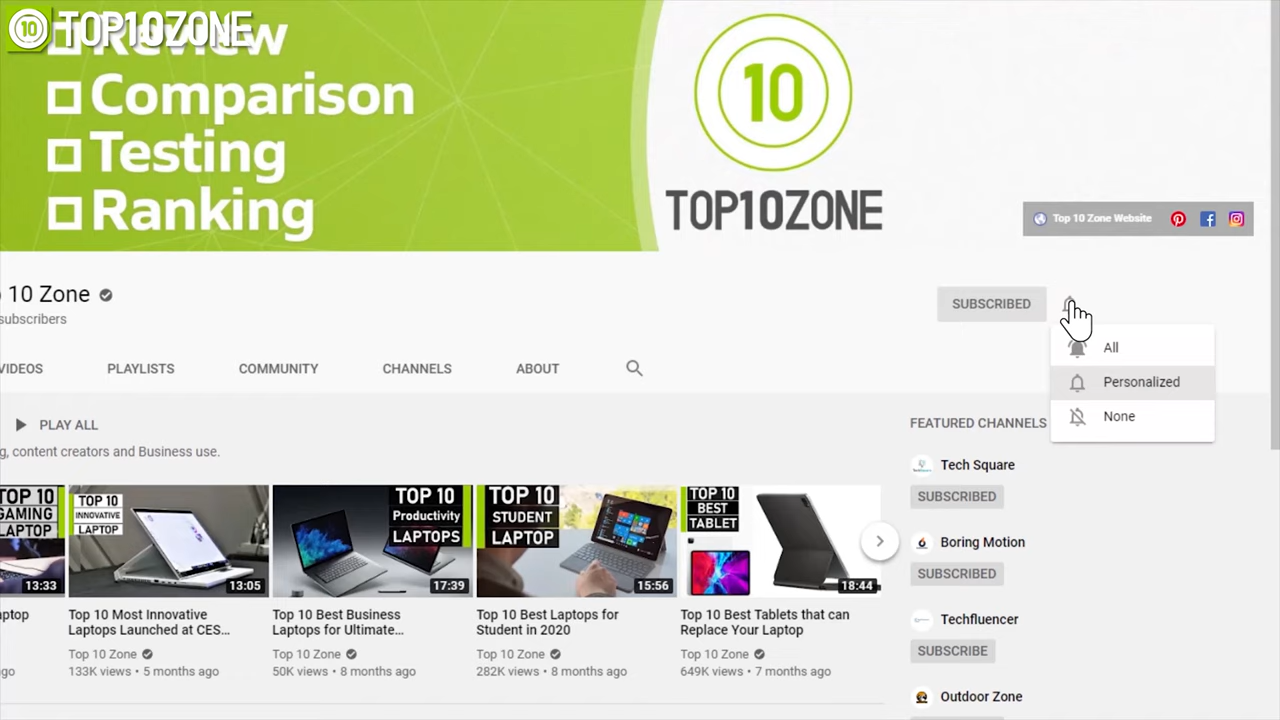 TOP10ZONE
Review
Comparison
Testing
Ranking
10
TOP10ZONE
Top 10 Zone Website
10 Zone
subscribers
SUBSCRIBED
All
Personalized
None
VIDEOS PLAYLISTS COMMUNITY CHANNELS ABOUT
PLAY ALL
g, content creators and Business use.
FEATURED CHANNELS
Tech Square
SUBSCRIBED
Boring Motion
SUBSCRIBED
Techfluencer
SUBSCRIBE
Outdoor Zone
TOP 10
GAMING
LAPTOP
13:33
TOP 10
INNOVATIVE
LAPTOP
13:05
TOP 10
Productivity
LAPTOPS
17:39
TOP 10
STUDENT
LAPTOP
15:56
TOP 10
BEST
TABLET
18:44
aptop
ago
Top 10 Most Innovative
Laptops Launched at CES...
Top 10 Zone
133K views • 5 months ago
Top 10 Best Business
Laptops for Ultimate...
Top 10 Zone
50K views • 8 months ago
Top 10 Best Laptops for
Student in 2020
Top 10 Zone
282K views • 8 months ago
Top 10 Best Tablets that can
Replace Your Laptop
Top 10 Zone
649K views • 7 months ago